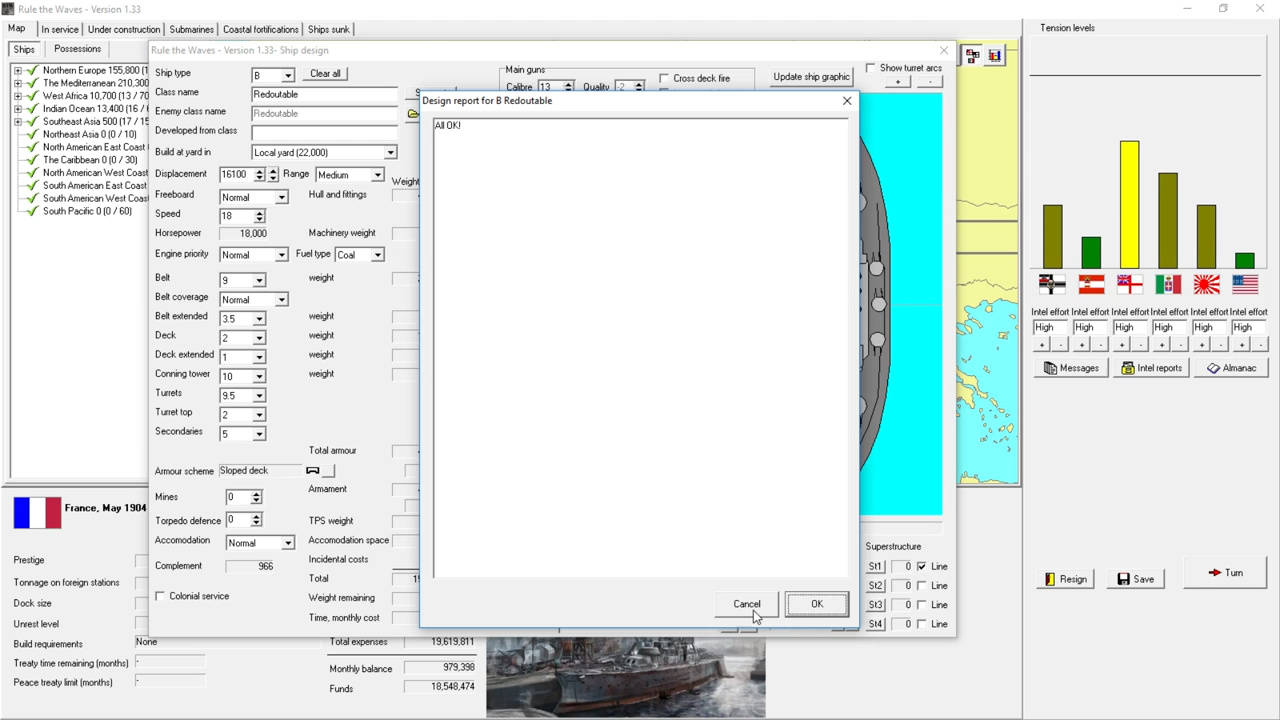 Rule the Waves - Version 1.33
Map
In service
Under construction
Submarines
Coastal fortifications
Ships sunk
Ships
Possessions
Northern Europe 155,800 (1
The Mediterranean 210,300
West Africa 10,700 (13 / 70
Indian Ocean 13,400 (16 /
Southeast Asia 500 (17 / 15
Northeast Asia 0 (0 / 10)
North American East Coast
The Caribbean 0 (0 / 30)
North American West Coast
South American East Coast
South American West Coast
South Pacific 0 (0 / 60)
Rule the Waves - Version 1.33- Ship design
Ship type
B
Clear all
Class name
Redoutable
Enemy class name
Redoutable
Developed from class
Build at yard in
Local yard (22,000)
Displacement
16100
Range
Medium
Weight
Freeboard
Normal
Hull and fittings
Speed
18
Horsepower
18,000
Machinery weight
Engine priority
Normal
Fuel type
Coal
Belt
9
weight
Belt coverage
Normal
Belt extended
3.5
weight
Deck
2
weight
Deck extended
1
weight
Conning tower
10
weight
Turrets
9.5
Turret top
2
Secondaries
5
Total armour
Armour scheme
Sloped deck
Armament
Mines
0
Torpedo defence
0
TPS weight
Accomodation
Normal
Accomodation space
Complement
966
Incidental costs
Total
Colonial service
Weight remaining
Time, monthly cost
Main guns
Calibre
13
Quality
-2
Cross deck fire
Update ship graphic
Show turret arcs
+
-
Design report for B Redoutable
All OK!
Cancel
OK
Superstructure
St1
0
Line
St2
0
Line
St3
0
Line
St4
0
Line
France, May 1904
Prestige
Tonnage on foreign stations
Dock size
Unrest level
Build requirements
None
Treaty time remaining (months)
-
Peace treaty limit (months)
-
Total expenses
19,619,811
Monthly balance
979,398
Funds
18,548,474
Tension levels
Intel effort
Intel effort
Intel effort
Intel effort
Intel effort
Intel effort
High
High
High
High
High
High
+ - + - + - + - + - + -
Messages
Intel reports
Almanac
Resign
Save
Turn